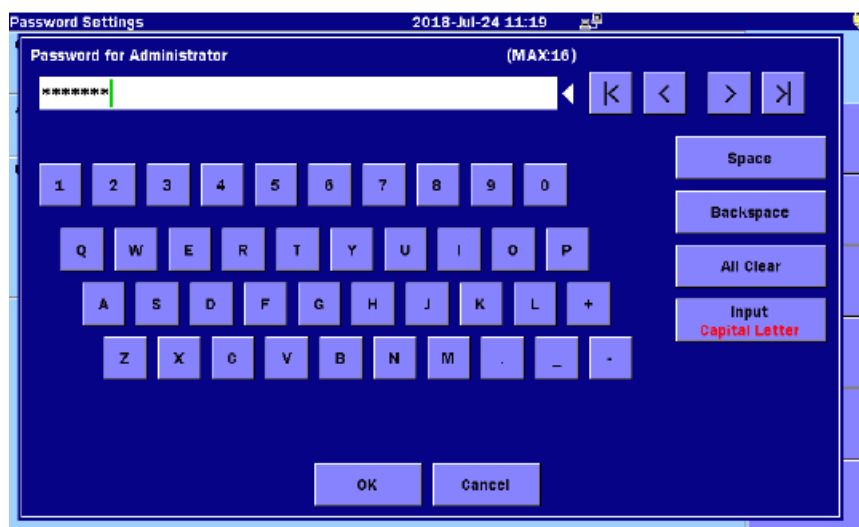 Password Settings 2018-Jul-24 11:19
Password for Administrator (MAX:16)
*******
|< < > >|
Space
1 2 3 4 5 6 7 8 9 0
Backspace
Q W E R T Y U I O P
All Clear
A S D F G H J K L +
Input
Capital Letter
Z X C V B N M . _ -
OK Cancel